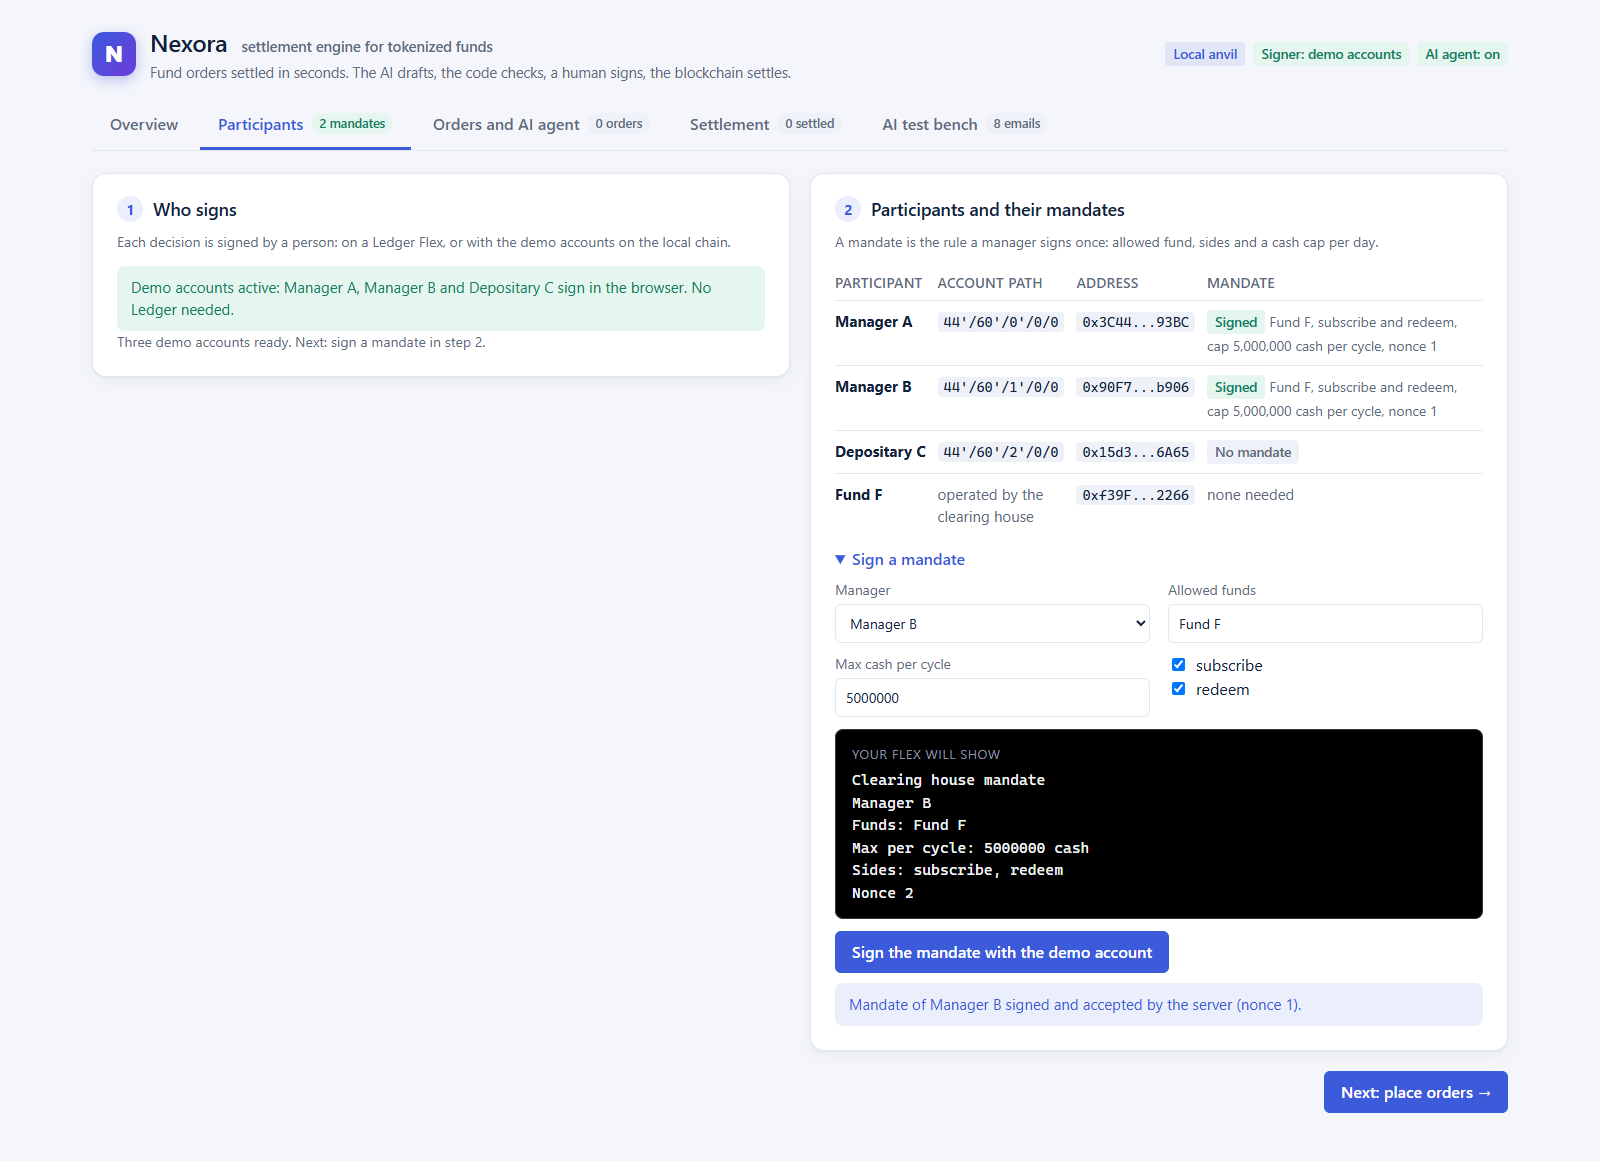 N
Nexora settlement engine for tokenized funds
Fund orders settled in seconds. The AI drafts, the code checks, a human signs, the blockchain settles.
Local anvil Signer: demo accounts AI agent: on
Overview Participants 2 mandates Orders and AI agent 0 orders Settlement 0 settled AI test bench 8 emails
1 Who signs
Each decision is signed by a person: on a Ledger Flex, or with the demo accounts on the local chain.
Demo accounts active: Manager A, Manager B and Depositary C sign in the browser. No
Ledger needed.
Three demo accounts ready. Next: sign a mandate in step 2.
2 Participants and their mandates
A mandate is the rule a manager signs once: allowed fund, sides and a cash cap per day.
PARTICIPANT ACCOUNT PATH ADDRESS MANDATE
Manager A 44'/60'/0'/0/0 0x3C44...93BC Signed Fund F, subscribe and redeem,
cap 5,000,000 cash per cycle, nonce 1
Manager B 44'/60'/1'/0/0 0x90F7...b906 Signed Fund F, subscribe and redeem,
cap 5,000,000 cash per cycle, nonce 1
Depositary C 44'/60'/2'/0/0 0x15d3...6A65 No mandate
Fund F operated by the 0xf39F...2266 none needed
clearing house
▼ Sign a mandate
Manager Allowed funds
Manager B Fund F
Max cash per cycle subscribe
5000000 redeem
YOUR FLEX WILL SHOW
Clearing house mandate
Manager B
Funds: Fund F
Max per cycle: 5000000 cash
Sides: subscribe, redeem
Nonce 2
Sign the mandate with the demo account
Mandate of Manager B signed and accepted by the server (nonce 1).
Next: place orders →